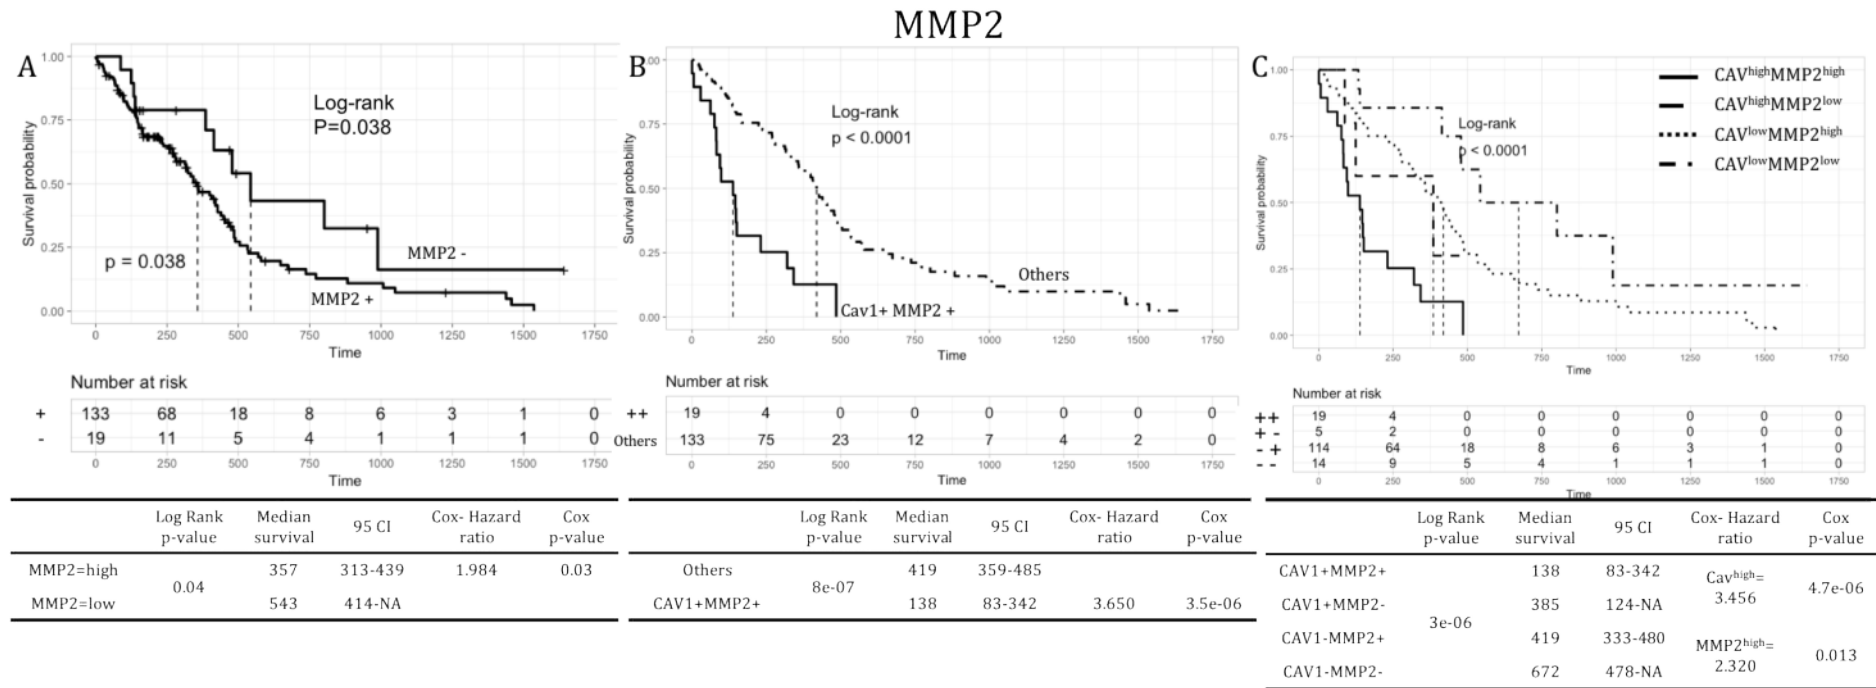 MMP2
A
1.00
0.75
0.50
0.25
0.00
Survival probability
Log-rank
P=0.038
p = 0.038
MMP2 -
MMP2 +
0 250 500 750 1000 1250 1500 1750
Time
Number at risk
+ 133 68 18 8 6 3 1 0
- 19 11 5 4 1 1 1 0
0 250 500 750 1000 1250 1500 1750
Time
Log Rank p-value Median survival 95 CI Cox- Hazard ratio Cox p-value
MMP2=high 357 313-439 1.984 0.03
0.04
MMP2=low 543 414-NA
B
.00
0.75
0.50
0.25
0.00
Survival probability
Log-rank
p < 0.0001
Others
Cav1+ MMP2 +
0 250 500 750 1000 1250 1500 1750
Time
Number at risk
++ 19 4 0 0 0 0 0 0
Others 133 75 23 12 7 4 2 0
0 250 500 750 1000 1250 1500 1750
Time
Log Rank p-value Median survival 95 CI Cox- Hazard ratio Cox p-value
Others 419 359-485
8e-07
CAV1+MMP2+ 138 83-342 3.650 3.5e-06
C
1.00
0.75
0.50
0.25
0.00
Survival probability
Log-rank
p < 0.0001
CAVhighMMP2high
CAVhighMMP2low
CAVlowMMP2high
CAVlowMMP2low
0 250 500 750 1000 1250 1500 1750
Time
Number at risk
++ 19 4 0 0 0 0 0 0
+ - 5 2 0 0 0 0 0 0
- + 114 64 18 8 6 3 1 0
- - 14 9 5 4 1 1 1 0
0 250 500 750 1000 1250 1500 1750
Time
Log Rank p-value Median survival 95 CI Cox- Hazard ratio Cox p-value
CAV1+MMP2+ 138 83-342
Cavhigh= 3.456 4.7e-06
CAV1+MMP2- 385 124-NA
3e-06
CAV1-MMP2+ 419 333-480
MMP2high= 2.320 0.013
CAV1-MMP2- 672 478-NA